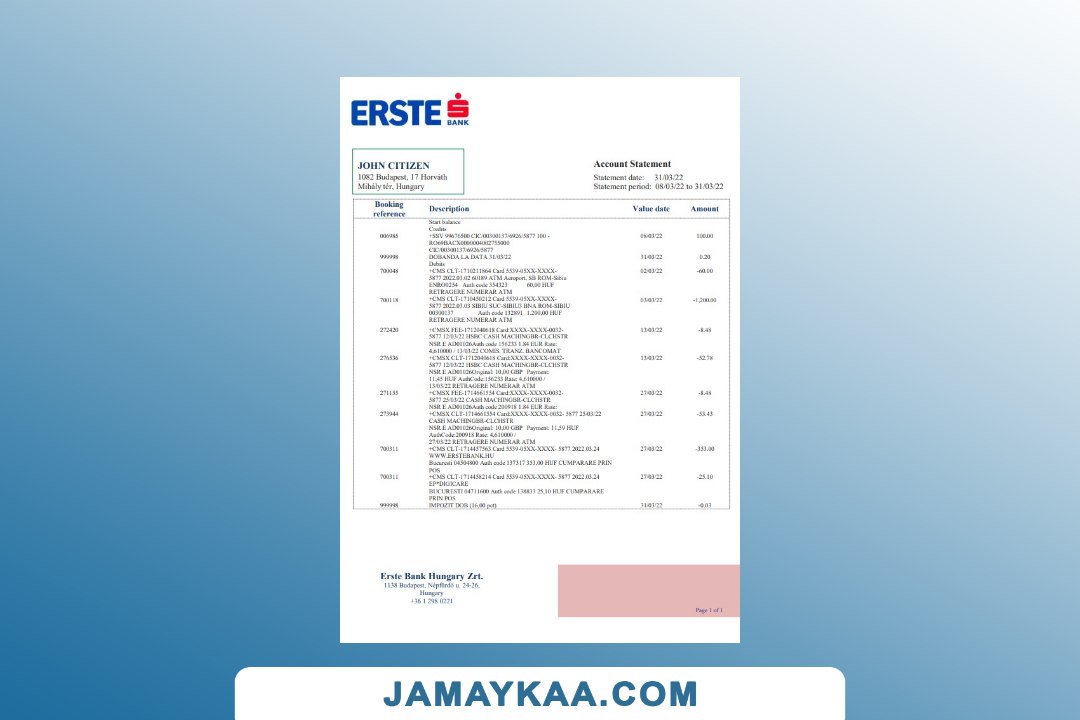 ERSTE
BANK
JOHN CITIZEN
1082 Budapest, 17 Horváth
Mihály tér, Hungary
Account Statement
Statement date: 31/03/22
Statement period: 08/03/22 to 31/03/22
Booking reference Description Value date Amount
Start balance
Credits
006985 +SSV 99676500 CIC/00300137/6926/5877 100 - 06/03/22 100.00
RO69BACX0000004002755000
CIC/00300137/6926/5877
999998 DOBANDA LA DATA 31/03/22 31/03/22 0.20
Debits
700048 +CMS CLT-1710211864 Card 5539-05XX-XXXX- 02/03/22 -60.00
5877 2022.03.02 60189 ATM Aeroport, SB ROM-Sibiu
ENRO0254 Auth code 354323 60,00 HUF
RETRAGERE NUMERAR ATM
700118 +CMS CLT-1710450212 Card 5539-05XX-XXXX- 03/03/22 -1,200.00
5877 2022.03.03 SIBIU SUC-SIBIU3 BNA ROM-SIBIU
00300137 Auth code 132891 1.200,00 HUF
RETRAGERE NUMERAR ATM
272420 +CMSX FEE-1712040618 Card:XXXX-XXXX-0032- 13/03/22 -8.48
5877 12/03/22 HSBC CASH MACHINGBR-CLCHSTR
NSR E AD01026Auth code 156233 1.84 EUR Rate:
4,610000 / 13/03/22 COMIS. TRANZ. BANCOMAT
276536 +CMSX CLT-1712040618 Card:XXXX-XXXX-0032- 13/03/22 -52.78
5877 12/03/22 HSBC CASH MACHINGBR-CLCHSTR
NSR E AD01026Original: 10,00 GBP Payment:
11,45 HUF AuthCode:156233 Rate: 4,610000 /
13/03/22 RETRAGERE NUMERAR ATM
271155 +CMSX FEE-1714661554 Card:XXXX-XXXX-0032- 27/03/22 -8.48
5877 25/03/22 CASH MACHINGBR-CLCHSTR
NSR E AD01026Auth code 200918 1.84 EUR Rate:
273944 +CMSX CLT-1714661554 Card:XXXX-XXXX-0032- 5877 25/03/22 27/03/22 -53.43
CASH MACHINGBR-CLCHSTR
NSR E AD01026Original: 10,00 GBP Payment: 11,59 HUF
AuthCode:200918 Rate: 4,610000 /
27/03/22 RETRAGERE NUMERAR ATM
700311 +CMS CLT-1714457565 Card 5539-05XX-XXXX- 5877 2022.03.24 27/03/22 -353.00
WWW.ERSTEBANK.HU
Bucuresti 04504800 Auth code 137317 353,00 HUF CUMPARARE PRIN
POS
700311 +CMS CLT-1714458214 Card 5539-05XX-XXXX- 5877 2022.03.24 27/03/22 -25.10
EP*DIGICARE
BUCURESTI 04711600 Auth code 138833 25,10 HUF CUMPARARE
PRIN POS
999998 IMPOZIT DOB (16,00 pct) 31/03/22 -0.03
Erste Bank Hungary Zrt.
1138 Budapest, Népfürdő u. 24-26,
Hungary
+36 1 298 0221
Page 1 of 1
JAMAYKAA.COM